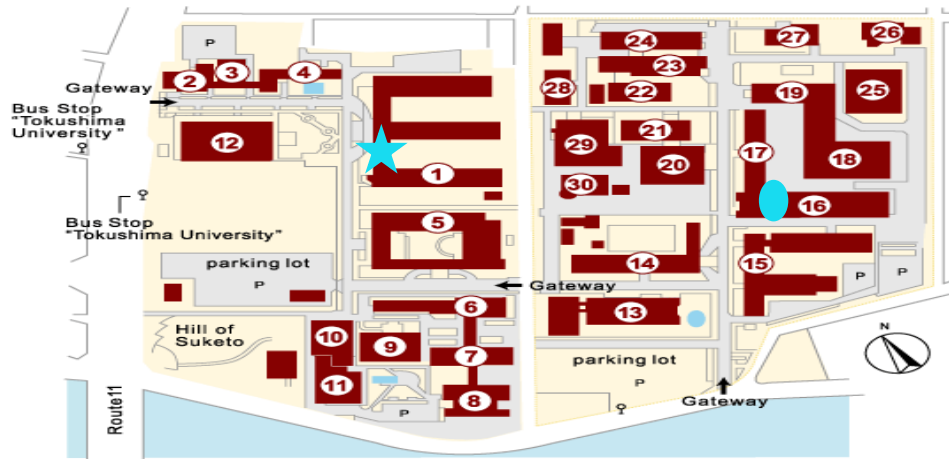 P
24
27
26
2
3
4
23
Gateway
28
22
19
25
Bus Stop
"Tokushima
University "
12
21
29
17
1
20
18
30
16
Bus Stop
"Tokushima University"
5
parking lot
14
15
P
P
P
Gateway
6
13
N
Hill of
Suketo
10
9
7
parking lot
11
P
8
Gateway
P
Route11